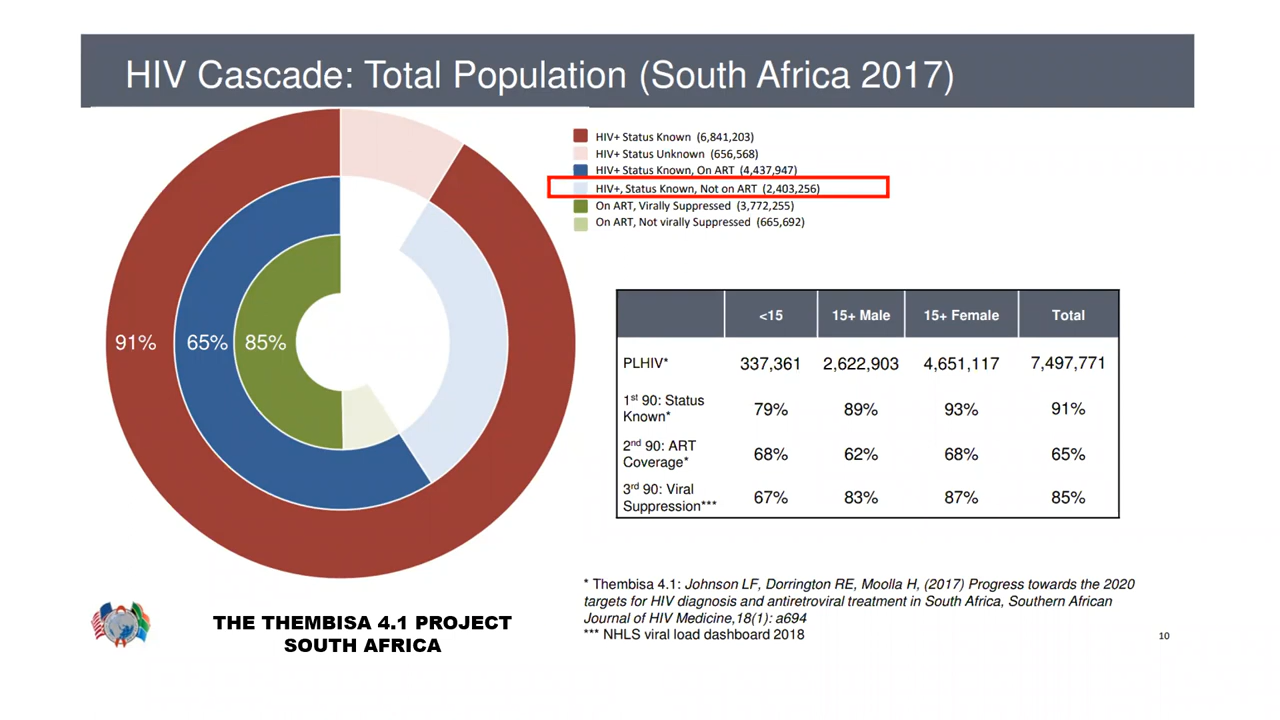 HIV Cascade: Total Population (South Africa 2017)
HIV+ Status Known (6,841,203)
HIV+ Status Unknown (656,568)
HIV+ Status Known, On ART (4,437,947)
HIV+, Status Known, Not on ART (2,403,256)
On ART, Virally Suppressed (3,772,255)
On ART, Not virally Suppressed (665,692)
91% 65% 85%
<15 15+ Male 15+ Female Total
PLHIV* 337,361 2,622,903 4,651,117 7,497,771
1st 90: Status
Known* 79% 89% 93% 91%
2nd 90: ART
Coverage* 68% 62% 68% 65%
3rd 90: Viral
Suppression*** 67% 83% 87% 85%
* Thembisa 4.1: Johnson LF, Dorrington RE, Moolla H, (2017) Progress towards the 2020
targets for HIV diagnosis and antiretroviral treatment in South Africa, Southern African
Journal of HIV Medicine,18(1): a694
*** NHLS viral load dashboard 2018
THE THEMBISA 4.1 PROJECT
SOUTH AFRICA
10